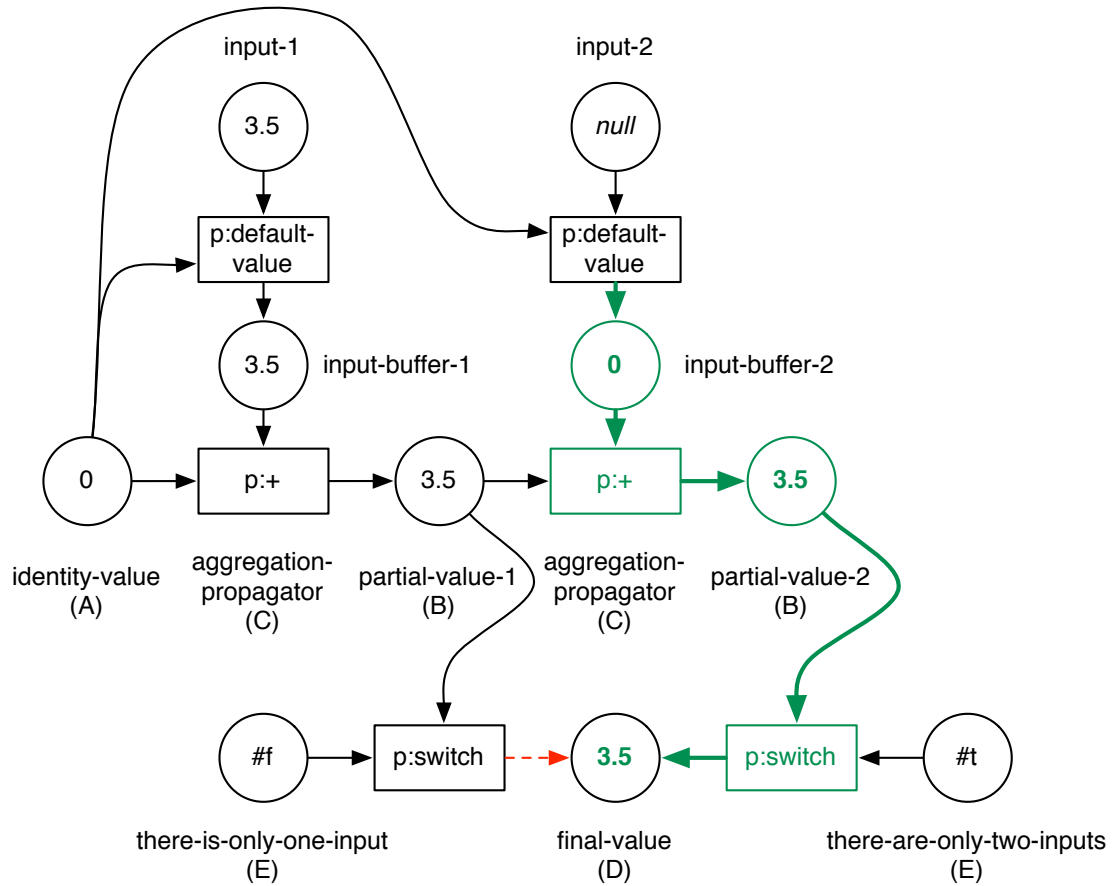 input-1
input-2
3.5
null
p:default-
value
p:default-
value
3.5
input-buffer-1
0
input-buffer-2
0
p:+
3.5
p:+
3.5
identity-value
(A)
aggregation-
propagator
(C)
partial-value-1
(B)
aggregation-
propagator
(C)
partial-value-2
(B)
#f
p:switch
3.5
p:switch
#t
there-is-only-one-input
(E)
final-value
(D)
there-are-only-two-inputs
(E)